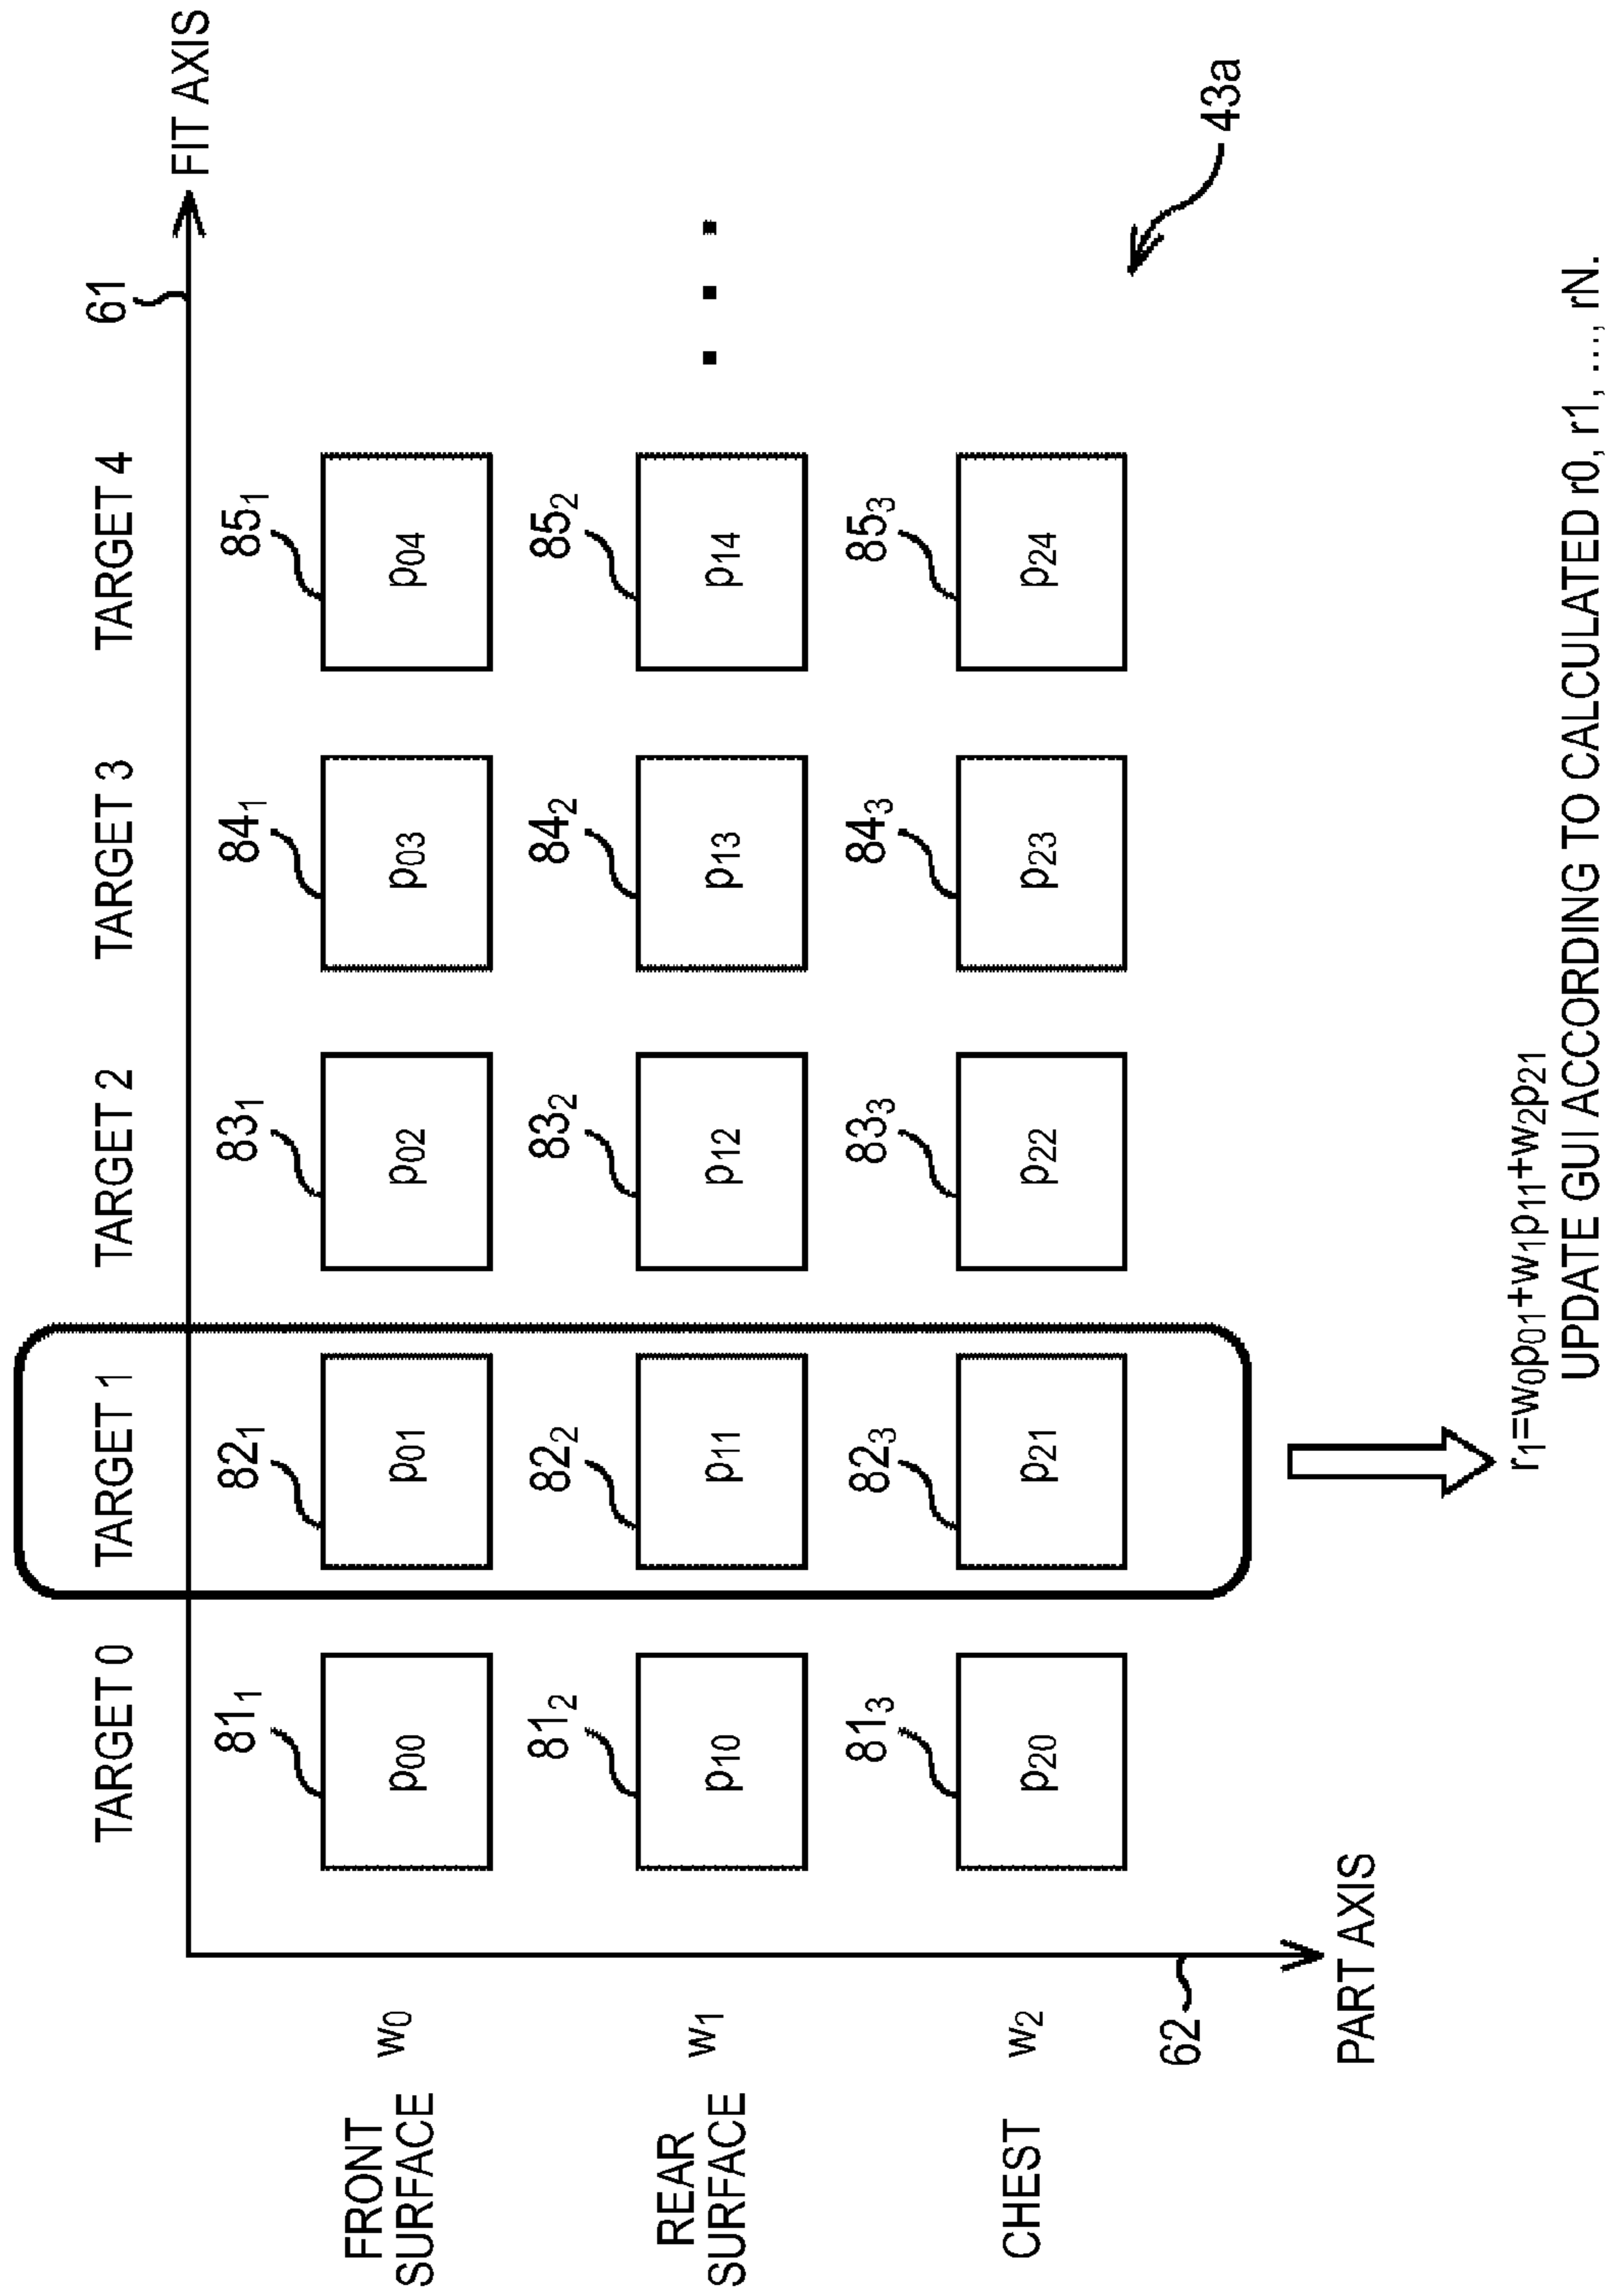 61
FIT AXIS
TARGET 0
TARGET 1
TARGET 2
TARGET 3
TARGET 4
81₁
82₁
83₁
84₁
85₁
FRONT
SURFACE
w₀
p₀₀
p₀₁
p₀₂
p₀₃
p₀₄
81₂
82₂
83₂
84₂
85₂
REAR
SURFACE
w₁
p₁₀
p₁₁
p₁₂
p₁₃
p₁₄
. . .
81₃
82₃
83₃
84₃
85₃
CHEST
w₂
p₂₀
p₂₁
p₂₂
p₂₃
p₂₄
62
43a
PART AXIS
r₁=w₀p₀₁+w₁p₁₁+w₂p₂₁
UPDATE GUI ACCORDING TO CALCULATED r0, r1, ..., rN.